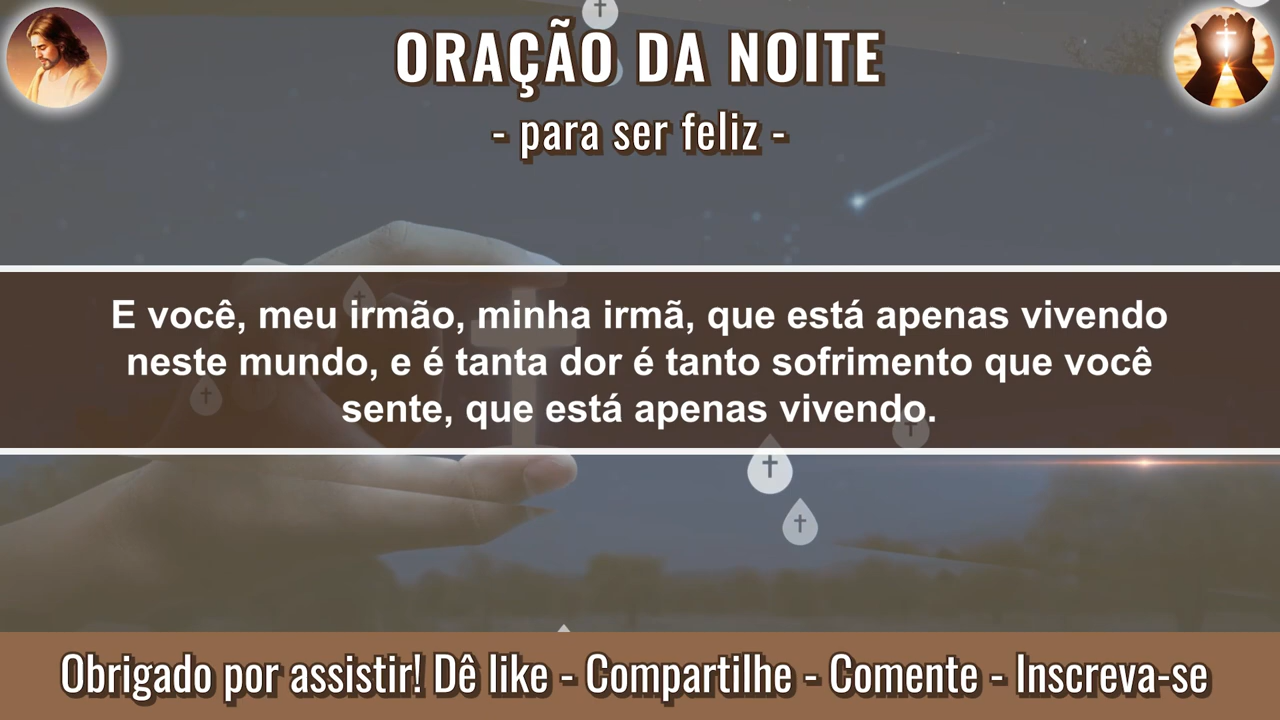 ORAÇÃO DA NOITE
- para ser feliz -
E você, meu irmão, minha irmã, que está apenas vivendo
neste mundo, e é tanta dor é tanto sofrimento que você
sente, que está apenas vivendo.
Obrigado por assistir! Dê like - Compartilhe - Comente - Inscreva-se